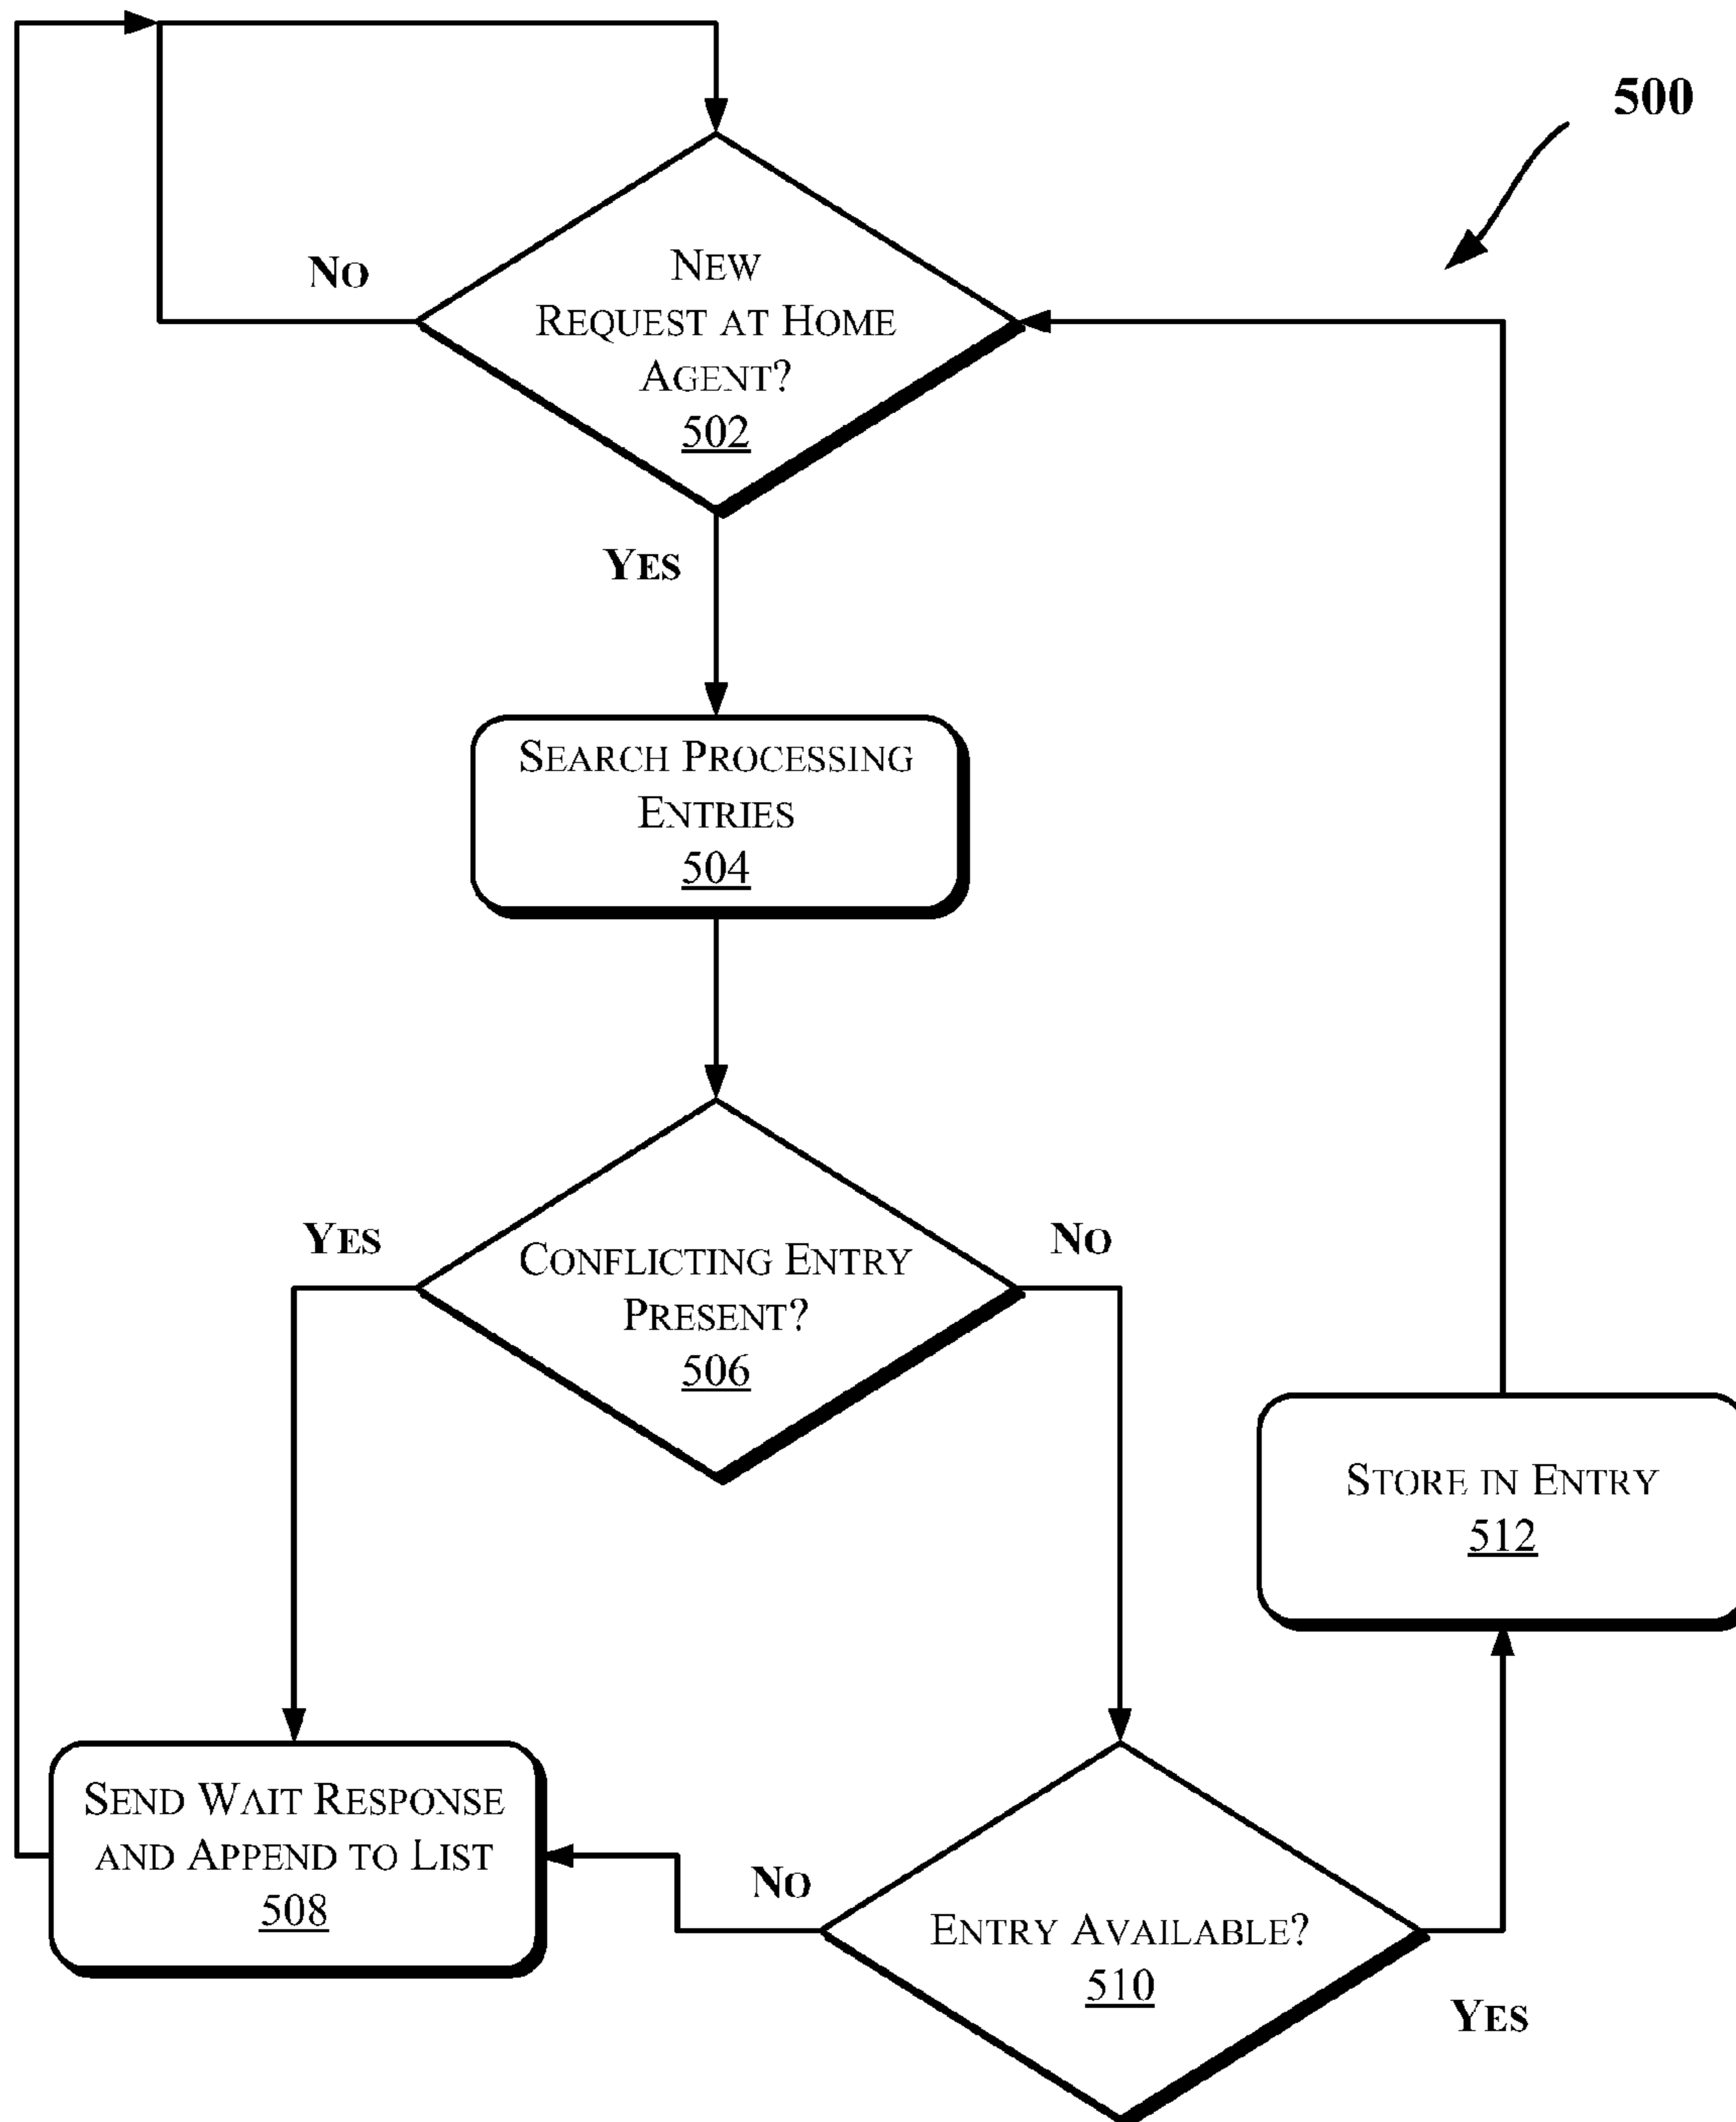 500
NEW
REQUEST AT HOME
AGENT?
502
NO
YES
SEARCH PROCESSING
ENTRIES
504
CONFLICTING ENTRY
PRESENT?
506
YES
NO
STORE IN ENTRY
512
SEND WAIT RESPONSE
AND APPEND TO LIST
508
NO
ENTRY AVAILABLE?
510
YES